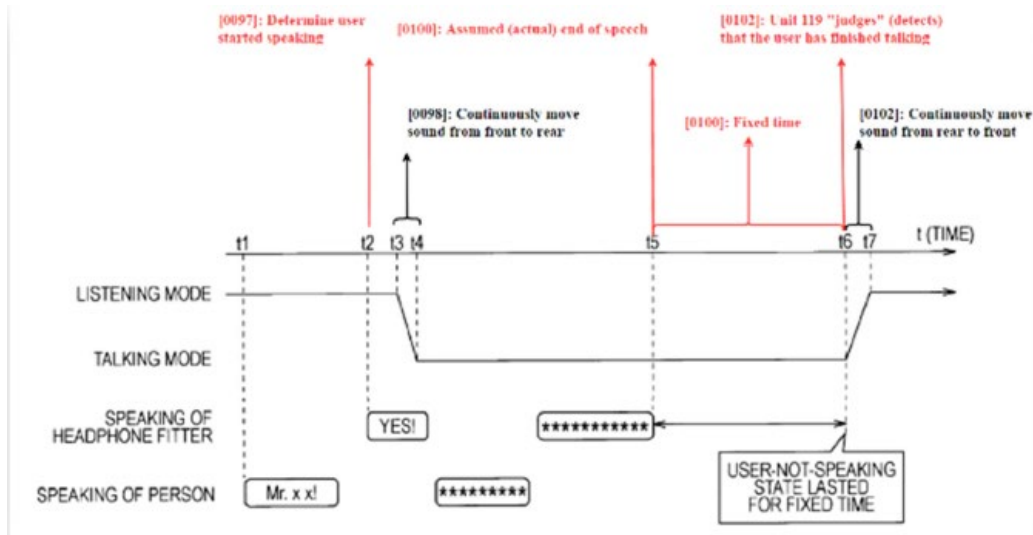 [0097]: Determine user
started speaking
[0100]: Assumed (actual) end of speech
[0102]: Unit 119 "judges" (detects)
that the user has finished talking
[0098]: Continuously move
sound from front to rear
[0100]: Fixed time
[0102]: Continuously move
sound from rear to front
t1
t2
t3
t4
t5
t6
t7
t (TIME)
LISTENING MODE
TALKING MODE
SPEAKING OF
HEADPHONE FITTER
YES!
***********
USER-NOT-SPEAKING
STATE LASTED
FOR FIXED TIME
SPEAKING OF PERSON
Mr. x x!
*********